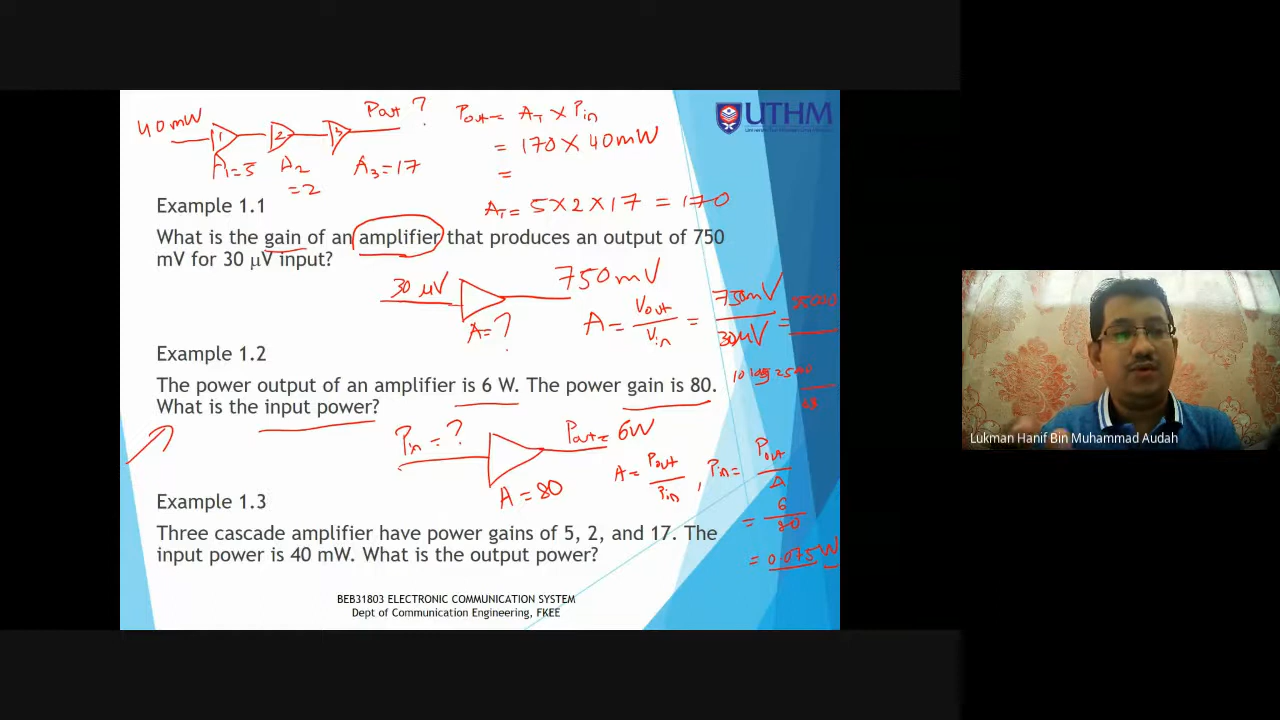 40mW
1
2
3
Pout ?
A1=5
A2
=2
A3=17
Pout = AT × Pin
= 170 × 40mW
=
AT = 5 × 2 × 17 = 170
UTHM
Example 1.1
What is the gain of an amplifier that produces an output of 750
mV for 30 μV input?
30 μV
750mV
A=?
A = Vout/Vin = 750mV/30μV =
Example 1.2
The power output of an amplifier is 6 W. The power gain is 80.
What is the input power?
Pin = ?
Pout = 6W
A = 80
A = Pout/Pin , Pin = Pout/A
= 6/80
= 0.075W
Example 1.3
Three cascade amplifier have power gains of 5, 2, and 17. The
input power is 40 mW. What is the output power?
BEB31803 ELECTRONIC COMMUNICATION SYSTEM
Dept of Communication Engineering, FKEE
Lukman Hanif Bin Muhammad Audah